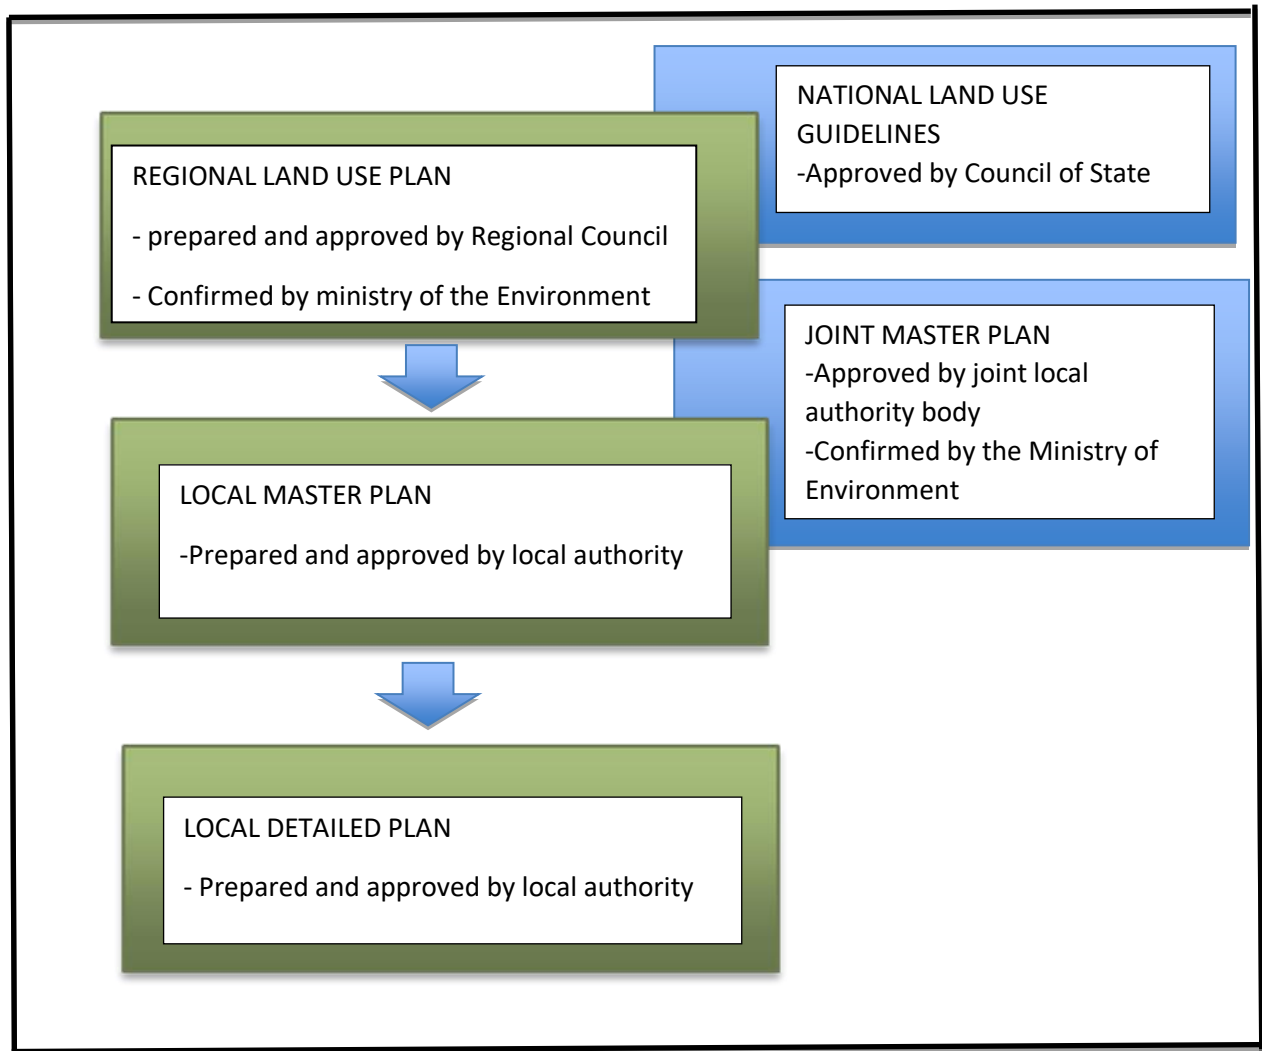 NATIONAL LAND USE
GUIDELINES
-Approved by Council of State
REGIONAL LAND USE PLAN
- prepared and approved by Regional Council
- Confirmed by ministry of the Environment
JOINT MASTER PLAN
-Approved by joint local
authority body
-Confirmed by the Ministry of
Environment
LOCAL MASTER PLAN
-Prepared and approved by local authority
LOCAL DETAILED PLAN
- Prepared and approved by local authority